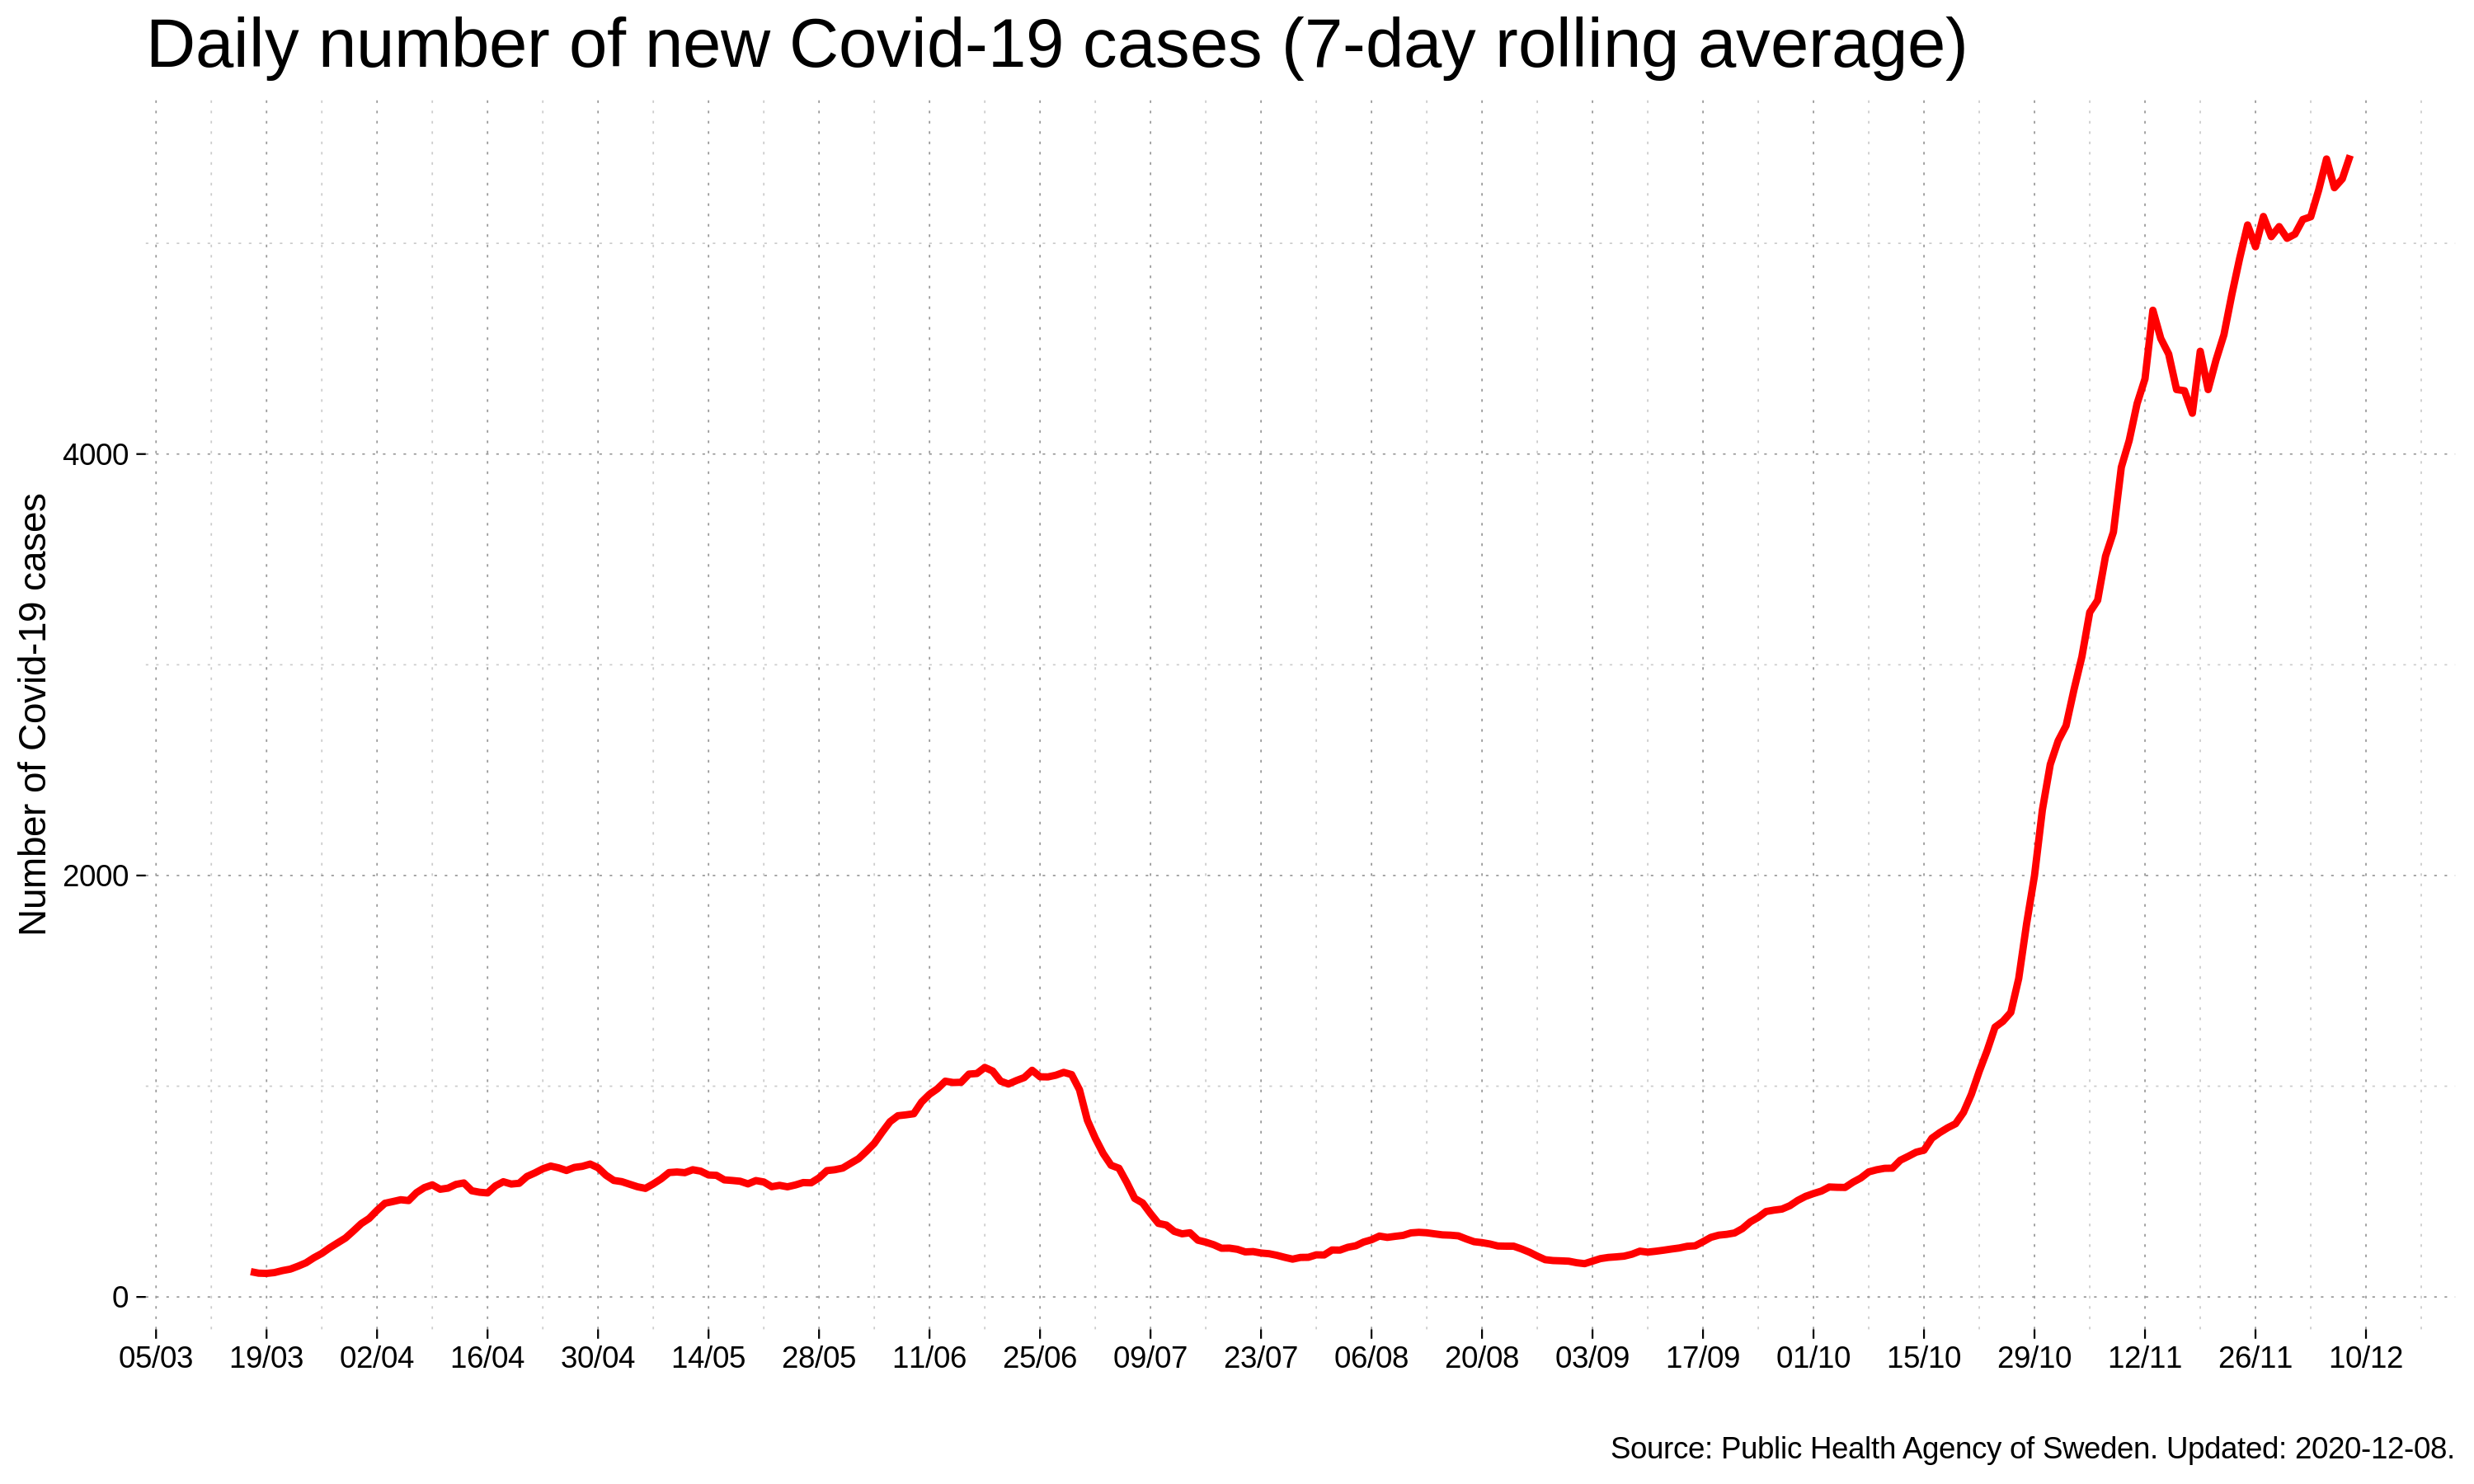 Daily number of new Covid-19 cases (7-day rolling average)
Number of Covid-19 cases
4000
2000
0
05/03 19/03 02/04 16/04 30/04 14/05 28/05 11/06 25/06 09/07 23/07 06/08 20/08 03/09 17/09 01/10 15/10 29/10 12/11 26/11 10/12
Source: Public Health Agency of Sweden. Updated: 2020-12-08.